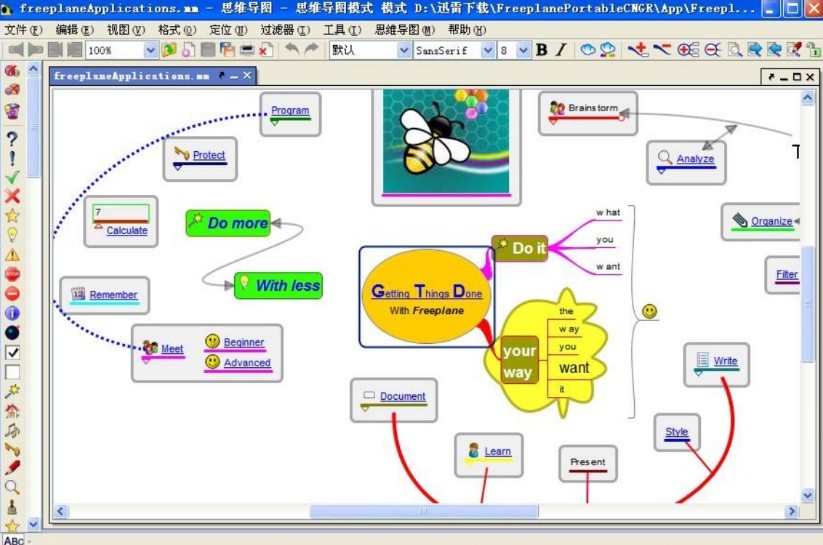 freeplaneApplications.mm - 思维导图 - 思维导图模式 模式 D:\迅雷下载\FreeplanePortableCNGR\App\Freepl...
文件(F) 编辑(E) 视图(V) 格式(O) 定位(N) 过滤器(I) 工具(T) 思维导图(M) 帮助(H)
100% 默认 SansSerif 8 B I
freeplaneApplications.mm
Program
Brainstorm
Protect
Analyze
T
7
Calculate
Do more
what
Organize
Do it
you
want
Filter
With less
Remember
Getting Things Done
With Freeplane
the
way
your
way
you
want
it
Meet
Beginner
Advanced
Write
Document
Style
Learn
Present
ABC